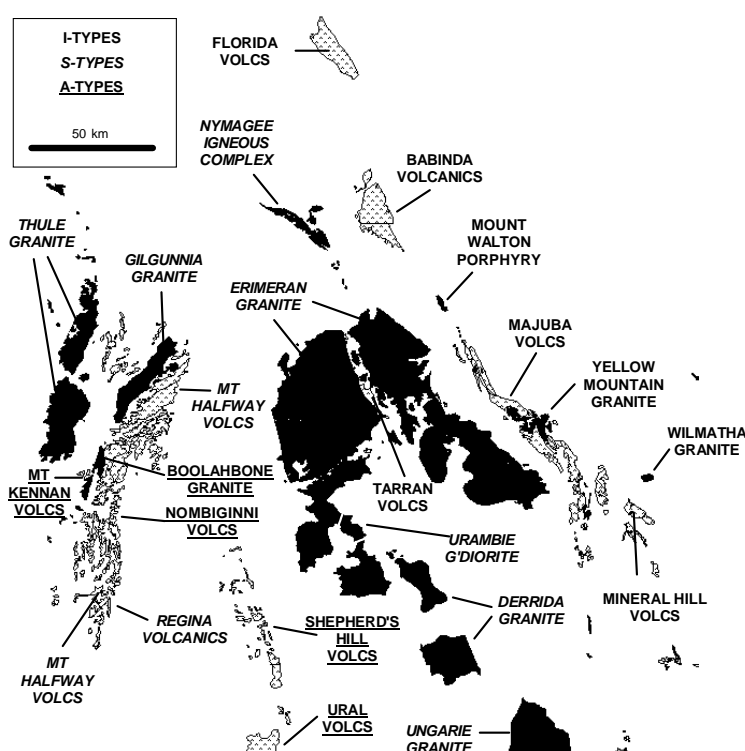 I-TYPES
S-TYPES
A-TYPES
50 km
FLORIDA
VOLCS
NYMAGEE
IGNEOUS
COMPLEX
BABINDA
VOLCANICS
THULE
GRANITE
GILGUNNIA
GRANITE
MOUNT
WALTON
PORPHYRY
ERIMERAN
GRANITE
MAJUBA
VOLCS
YELLOW
MOUNTAIN
GRANITE
MT
HALFWAY
VOLCS
WILMATHA
GRANITE
MT
KENNAN
VOLCS
BOOLAHBONE
GRANITE
TARRAN
VOLCS
NOMBIGINNI
VOLCS
URAMBIE
G'DIORITE
REGINA
VOLCANICS
SHEPHERD'S
HILL
VOLCS
DERRIDA
GRANITE
MINERAL HILL
VOLCS
MT
HALFWAY
VOLCS
URAL
VOLCS
UNGARIE
GRANITE